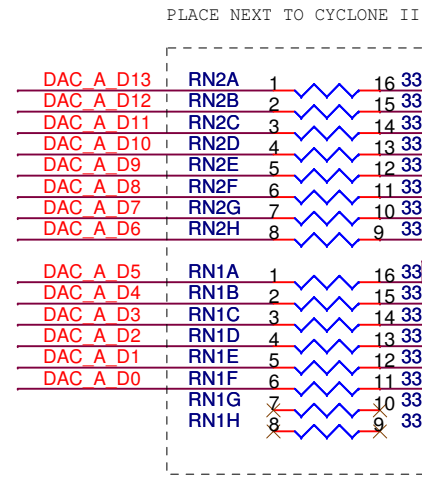 PLACE NEXT TO CYCLONE II
DAC_A_D13 RN2A 1 16 33
DAC_A_D12 RN2B 2 15 33
DAC_A_D11 RN2C 3 14 33
DAC_A_D10 RN2D 4 13 33
DAC_A_D9 RN2E 5 12 33
DAC_A_D8 RN2F 6 11 33
DAC_A_D7 RN2G 7 10 33
DAC_A_D6 RN2H 8 9 33
DAC_A_D5 RN1A 1 16 33
DAC_A_D4 RN1B 2 15 33
DAC_A_D3 RN1C 3 14 33
DAC_A_D2 RN1D 4 13 33
DAC_A_D1 RN1E 5 12 33
DAC_A_D0 RN1F 6 11 33
RN1G 7 10 33
RN1H 8 9 33